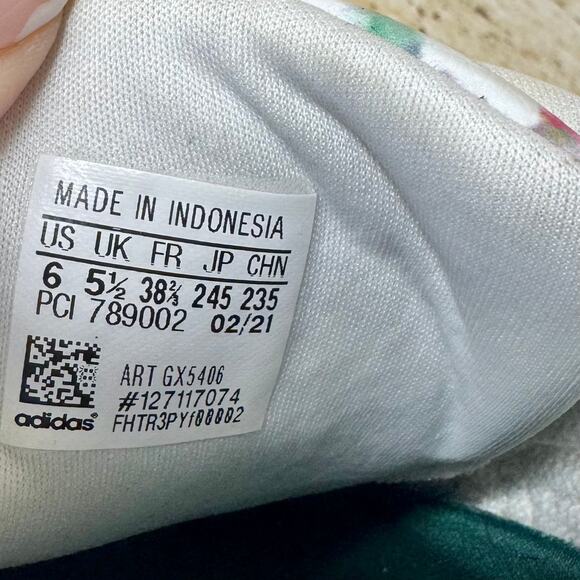 MADE IN INDONESIA
US UK FR JP CHN
6 5½ 38⅔ 245 235
PCI 789002 02/21
ART GX5406
#127117074
adidas®